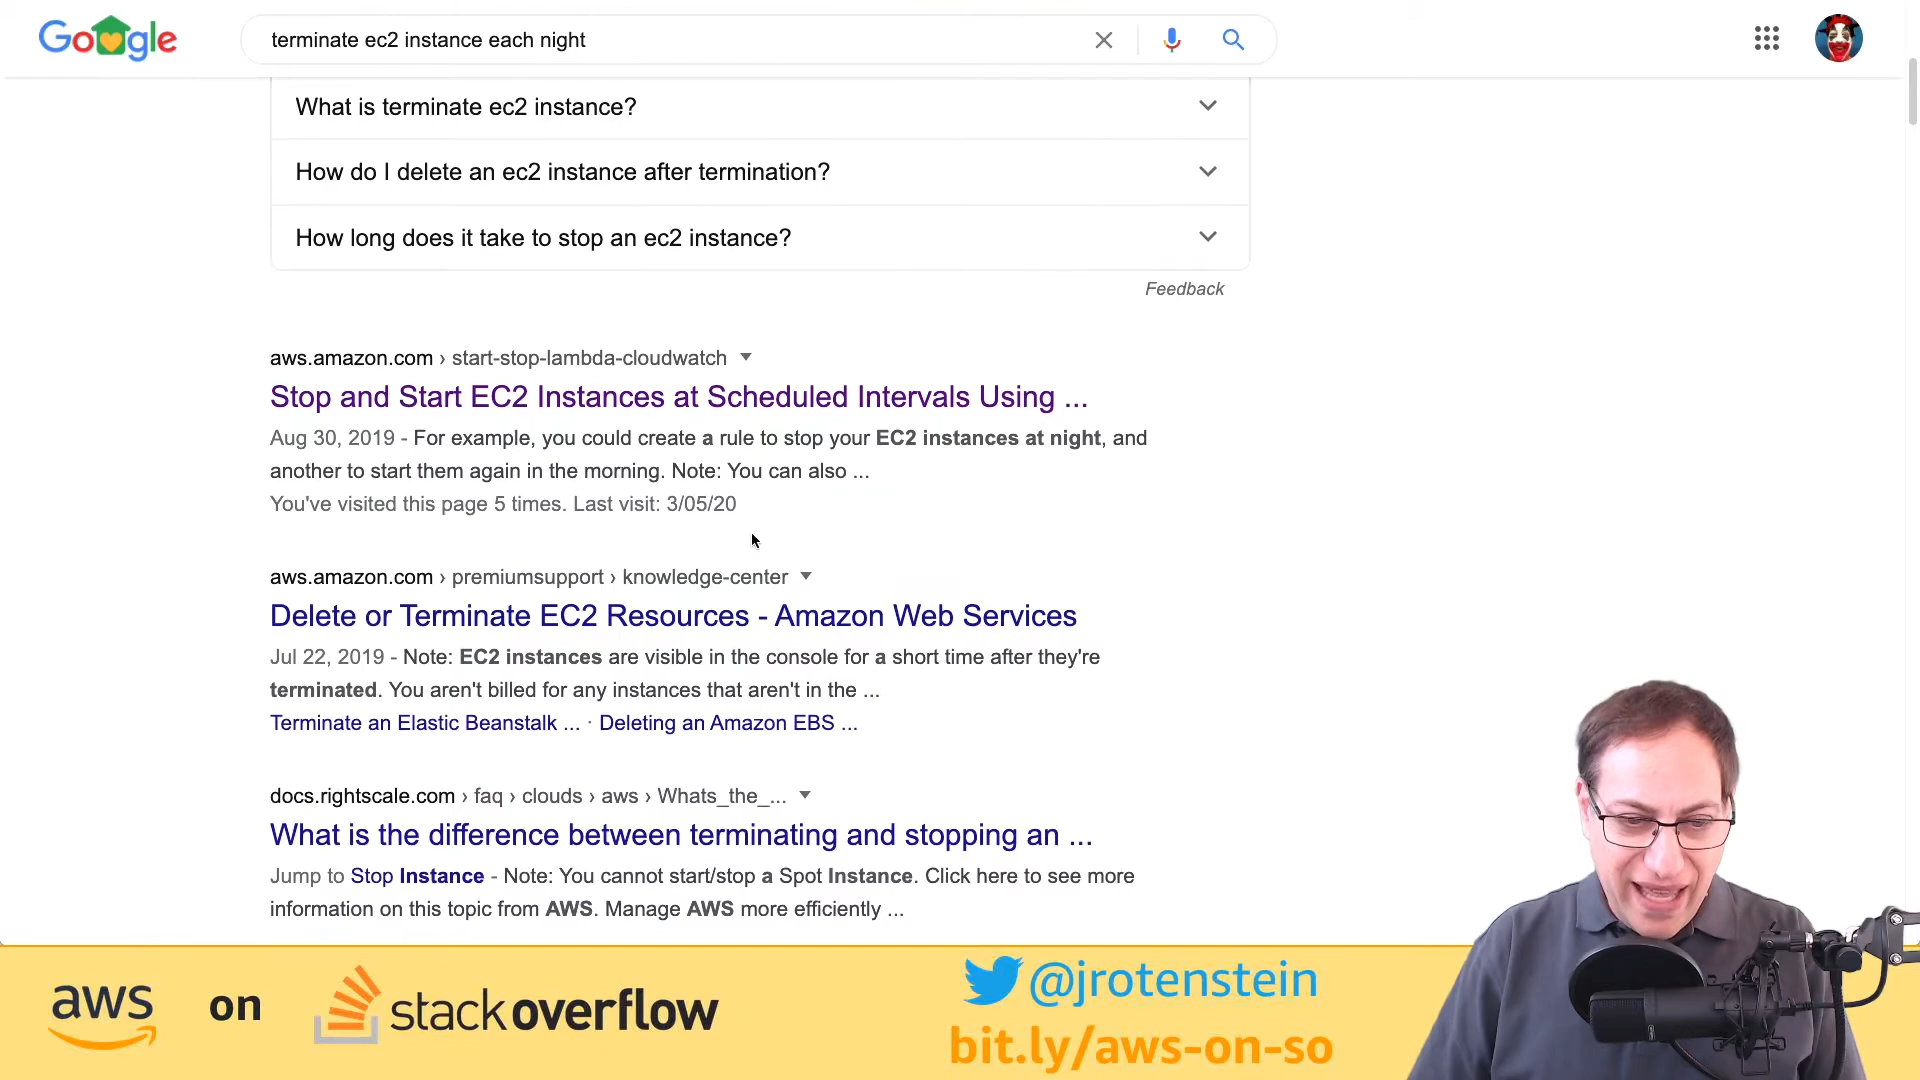 Google
terminate ec2 instance each night
What is terminate ec2 instance?
How do I delete an ec2 instance after termination?
How long does it take to stop an ec2 instance?
Feedback
aws.amazon.com › start-stop-lambda-cloudwatch
Stop and Start EC2 Instances at Scheduled Intervals Using ...
Aug 30, 2019 - For example, you could create a rule to stop your EC2 instances at night, and
another to start them again in the morning. Note: You can also ...
You've visited this page 5 times. Last visit: 3/05/20
aws.amazon.com › premiumsupport › knowledge-center
Delete or Terminate EC2 Resources - Amazon Web Services
Jul 22, 2019 - Note: EC2 instances are visible in the console for a short time after they're
terminated. You aren't billed for any instances that aren't in the ...
Terminate an Elastic Beanstalk ... · Deleting an Amazon EBS ...
docs.rightscale.com › faq › clouds › aws › Whats_the_...
What is the difference between terminating and stopping an ...
Jump to Stop Instance - Note: You cannot start/stop a Spot Instance. Click here to see more
information on this topic from AWS. Manage AWS more efficiently ...
aws on stackoverflow
@jrotenstein
bit.ly/aws-on-so